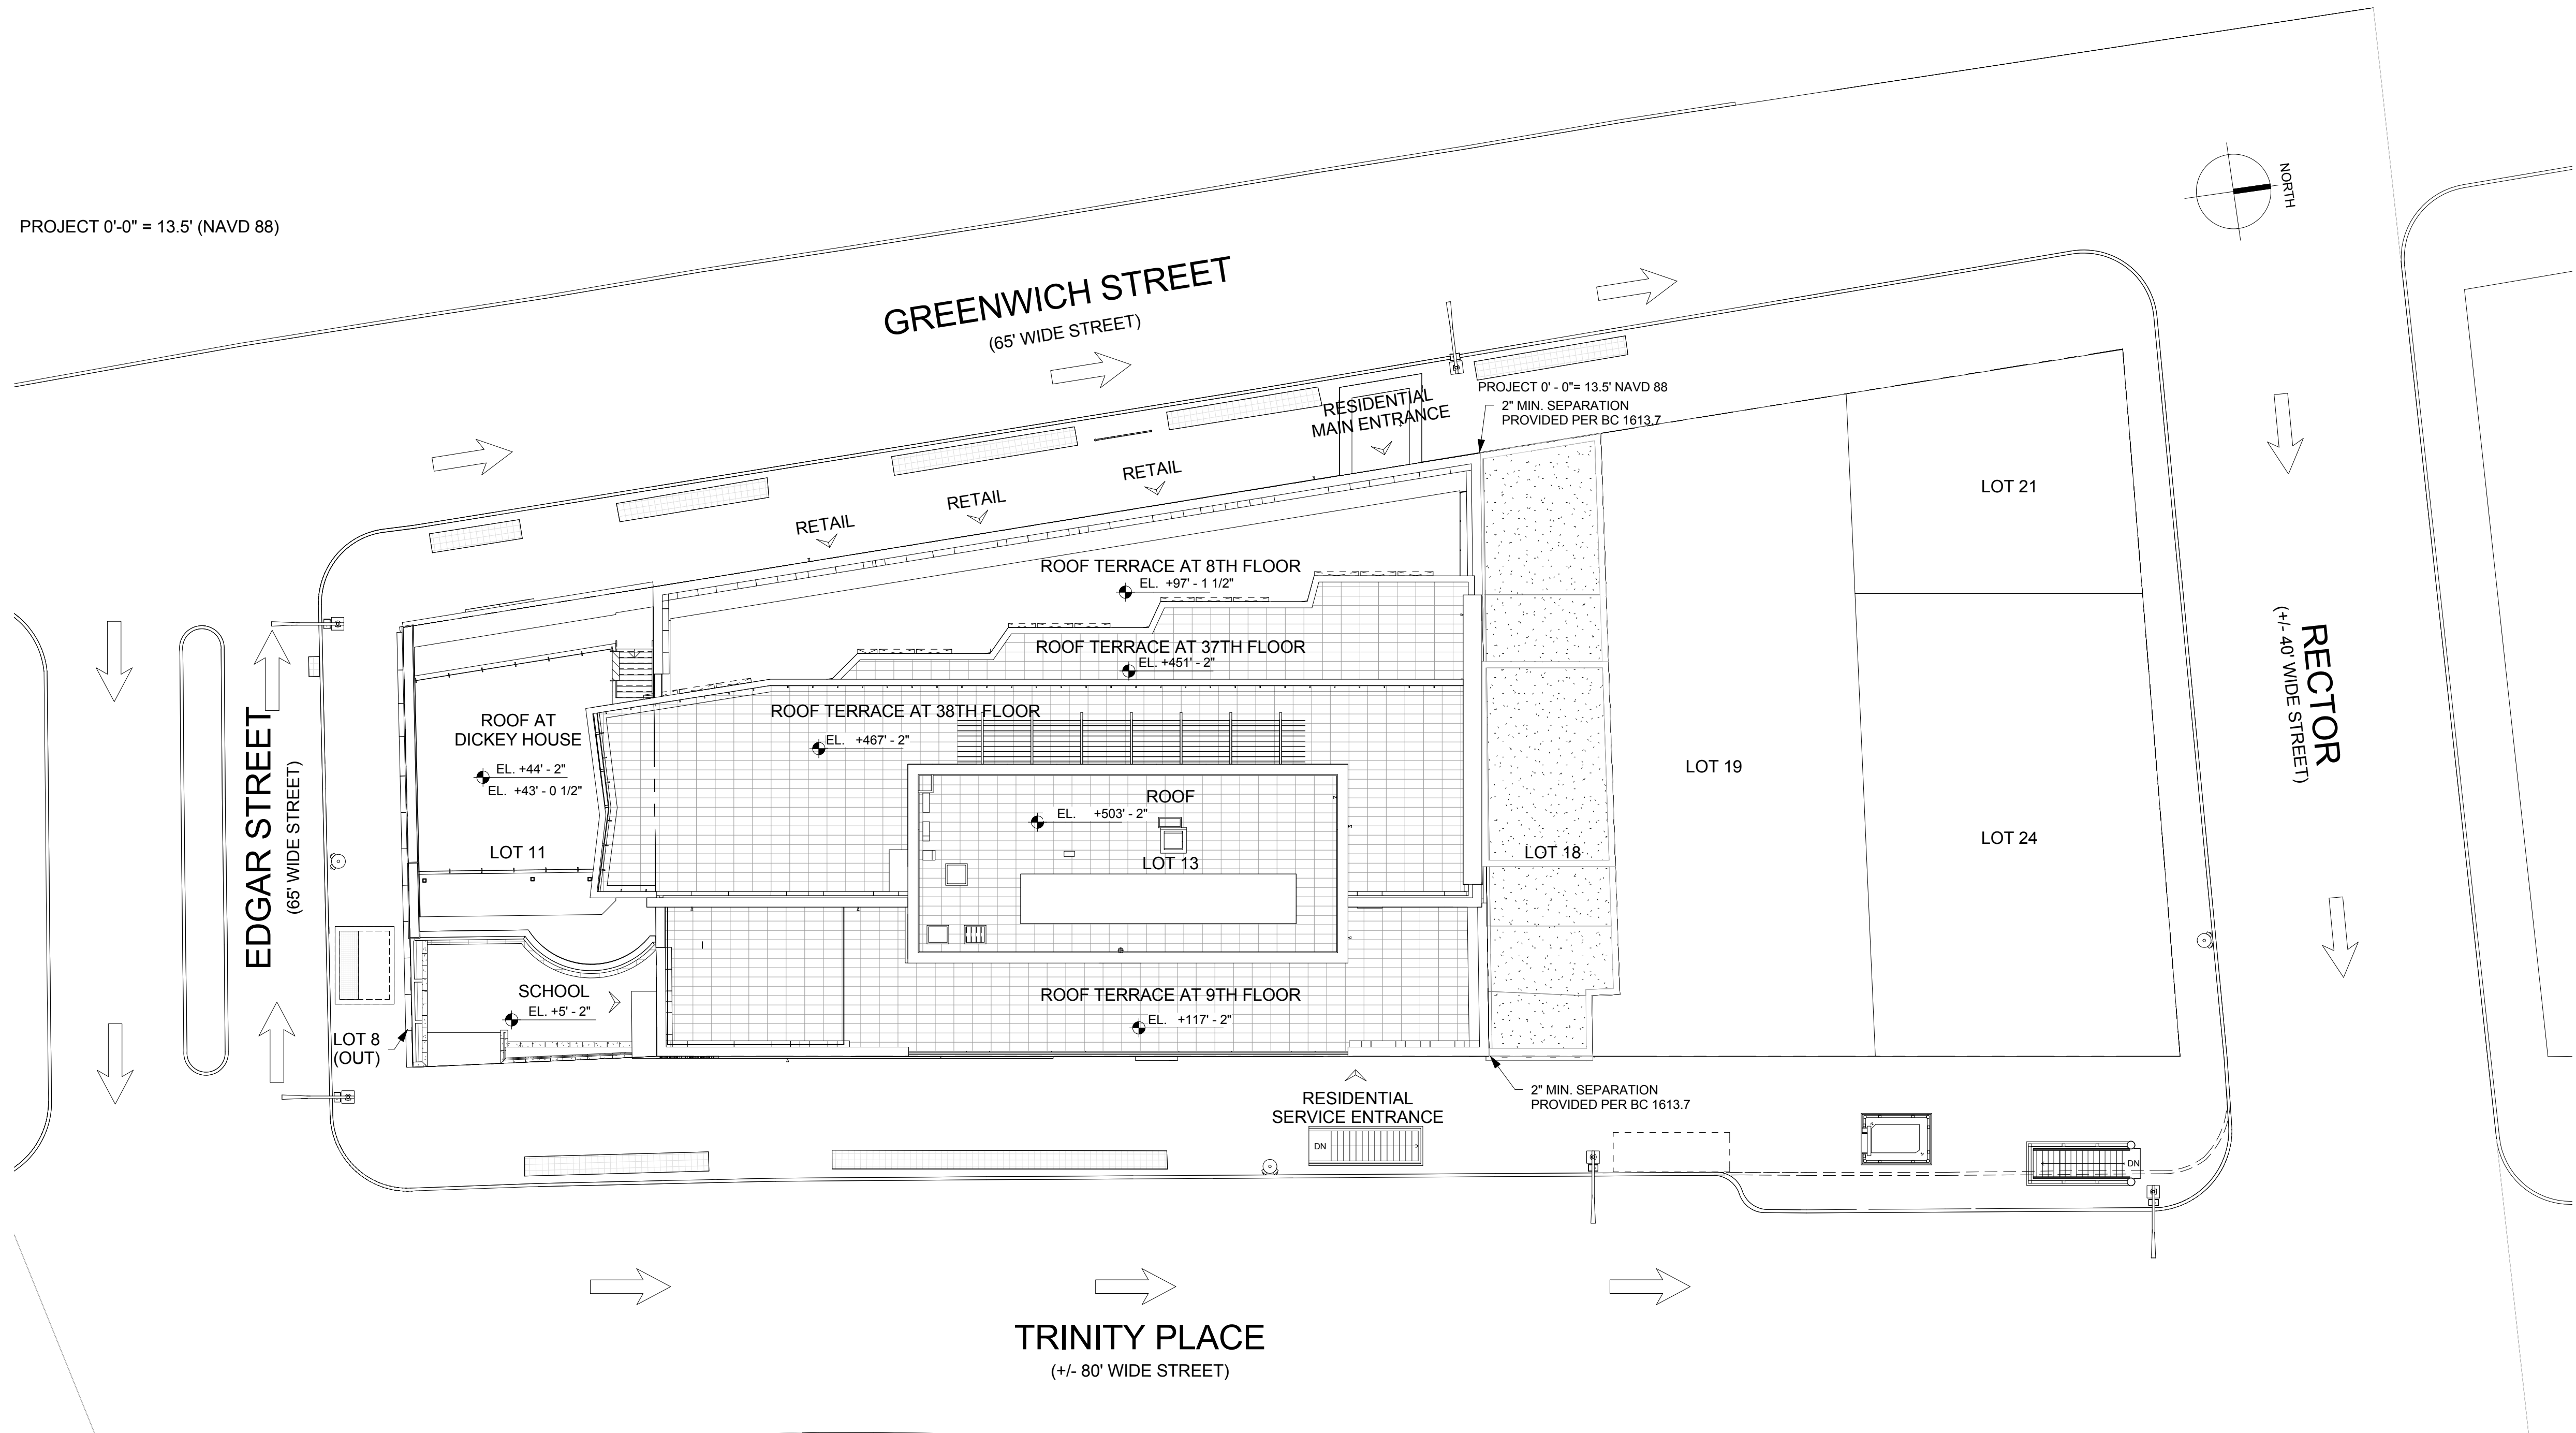 NORTH
PROJECT 0'-0" = 13.5' (NAVD 88)
GREENWICH STREET
(65' WIDE STREET)
PROJECT 0' - 0"= 13.5' NAVD 88
2" MIN. SEPARATION
PROVIDED PER BC 1613.7
RESIDENTIAL
MAIN ENTRANCE
RETAIL
RETAIL
RETAIL
LOT 21
ROOF TERRACE AT 8TH FLOOR
EL. +97' - 1 1/2"
ROOF TERRACE AT 37TH FLOOR
EL. +451' - 2"
ROOF TERRACE AT 38TH FLOOR
EL. +467' - 2"
ROOF AT
DICKEY HOUSE
EL. +44' - 2"
EL. +43' - 0 1/2"
LOT 11
ROOF
EL. +503' - 2"
LOT 13
LOT 18
LOT 19
LOT 24
RECTOR
(+/- 40' WIDE STREET)
EDGAR STREET
(65' WIDE STREET)
SCHOOL
EL. +5' - 2"
LOT 8
(OUT)
ROOF TERRACE AT 9TH FLOOR
EL. +117' - 2"
RESIDENTIAL
SERVICE ENTRANCE
2" MIN. SEPARATION
PROVIDED PER BC 1613.7
DN
DN
TRINITY PLACE
(+/- 80' WIDE STREET)